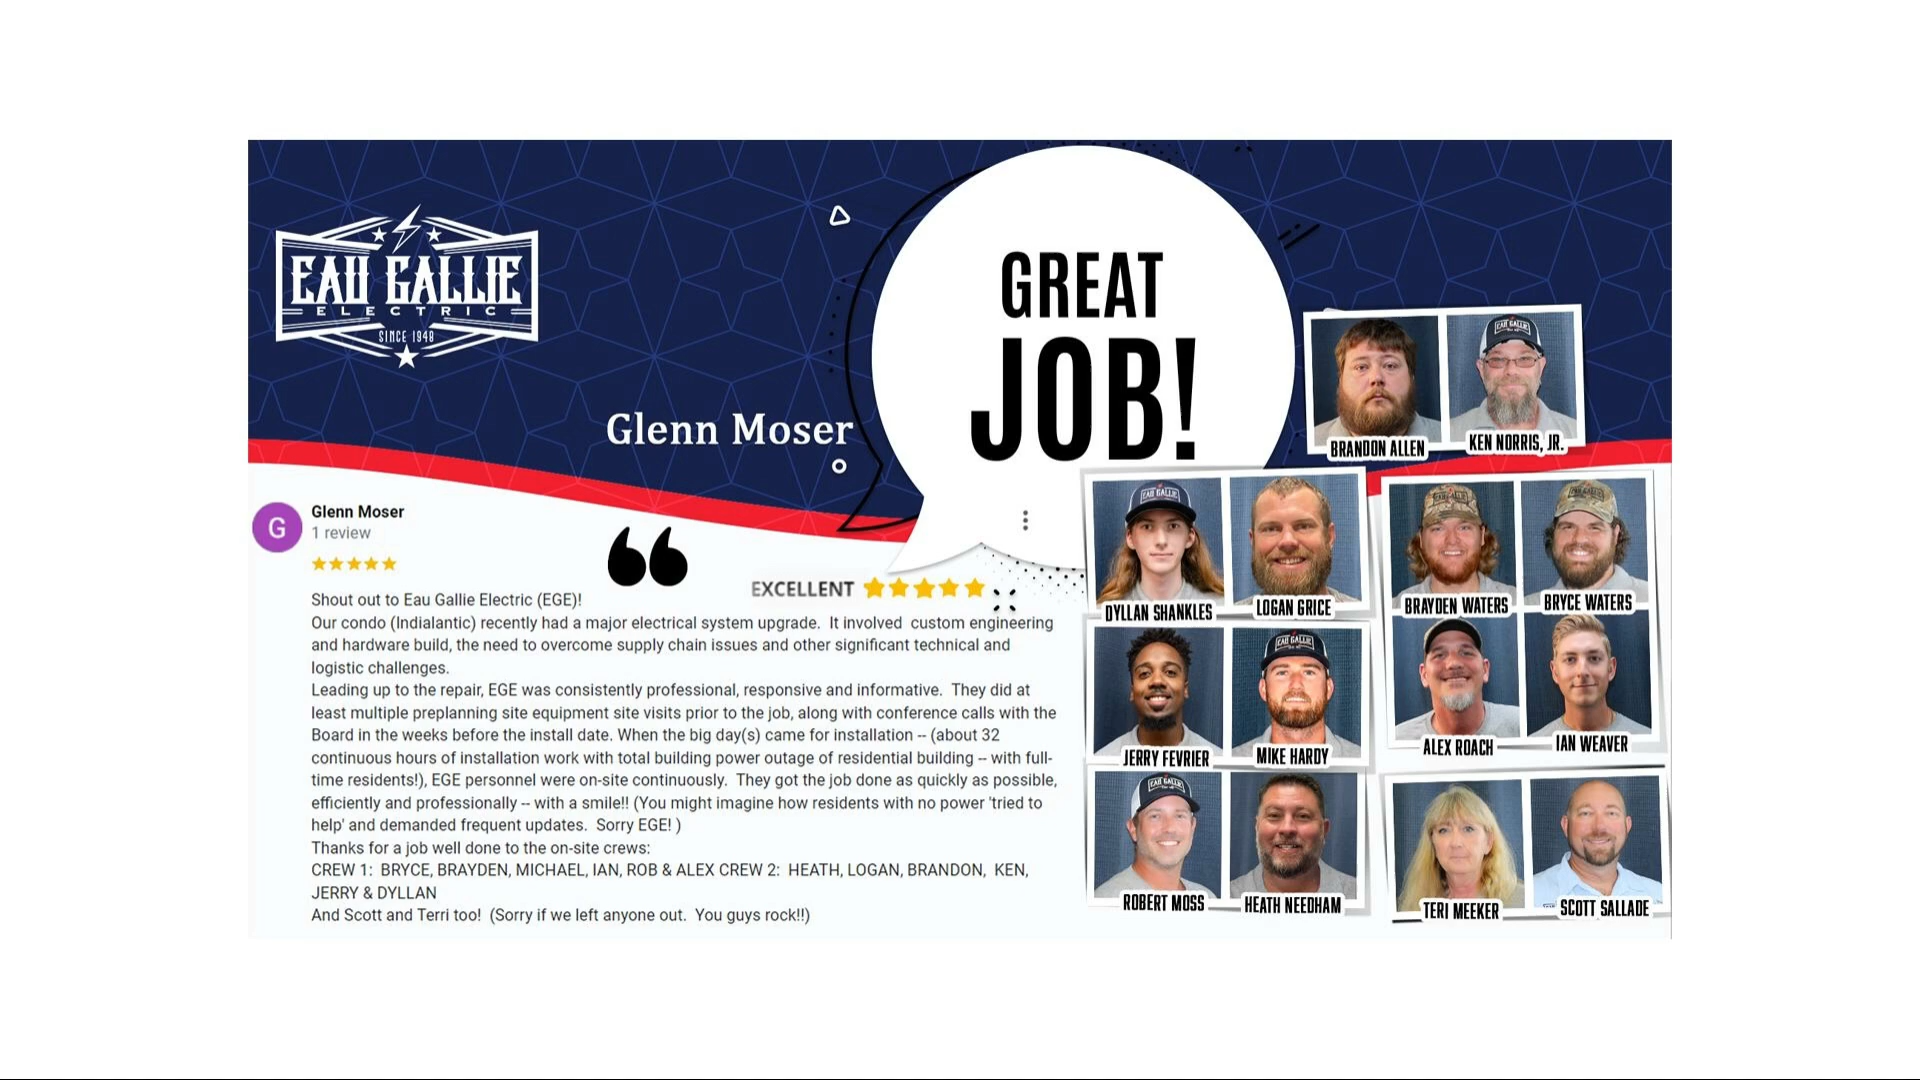 EAU GALLIE
ELECTRIC
SINCE 1948
GREAT
JOB!
Glenn Moser
G
Glenn Moser
1 review
EXCELLENT
Shout out to Eau Gallie Electric (EGE)!
Our condo (Indialantic) recently had a major electrical system upgrade.  It involved  custom engineering
and hardware build, the need to overcome supply chain issues and other significant technical and
logistic challenges.
Leading up to the repair, EGE was consistently professional, responsive and informative.  They did at
least multiple preplanning site equipment site visits prior to the job, along with conference calls with the
Board in the weeks before the install date. When the big day(s) came for installation -- (about 32
continuous hours of installation work with total building power outage of residential building -- with full-
time residents!), EGE personnel were on-site continuously.  They got the job done as quickly as possible,
efficiently and professionally -- with a smile!! (You might imagine how residents with no power 'tried to
help' and demanded frequent updates.  Sorry EGE! )
Thanks for a job well done to the on-site crews:
CREW 1:  BRYCE, BRAYDEN, MICHAEL, IAN, ROB & ALEX CREW 2:  HEATH, LOGAN, BRANDON,  KEN,
JERRY & DYLLAN
And Scott and Terri too!  (Sorry if we left anyone out.  You guys rock!!)
BRANDON ALLEN
KEN NORRIS, JR.
DYLLAN SHANKLES
LOGAN GRICE
BRAYDEN WATERS
BRYCE WATERS
JERRY FEVRIER
MIKE HARDY
ALEX ROACH
IAN WEAVER
ROBERT MOSS
HEATH NEEDHAM
TERI MEEKER
SCOTT SALLADE